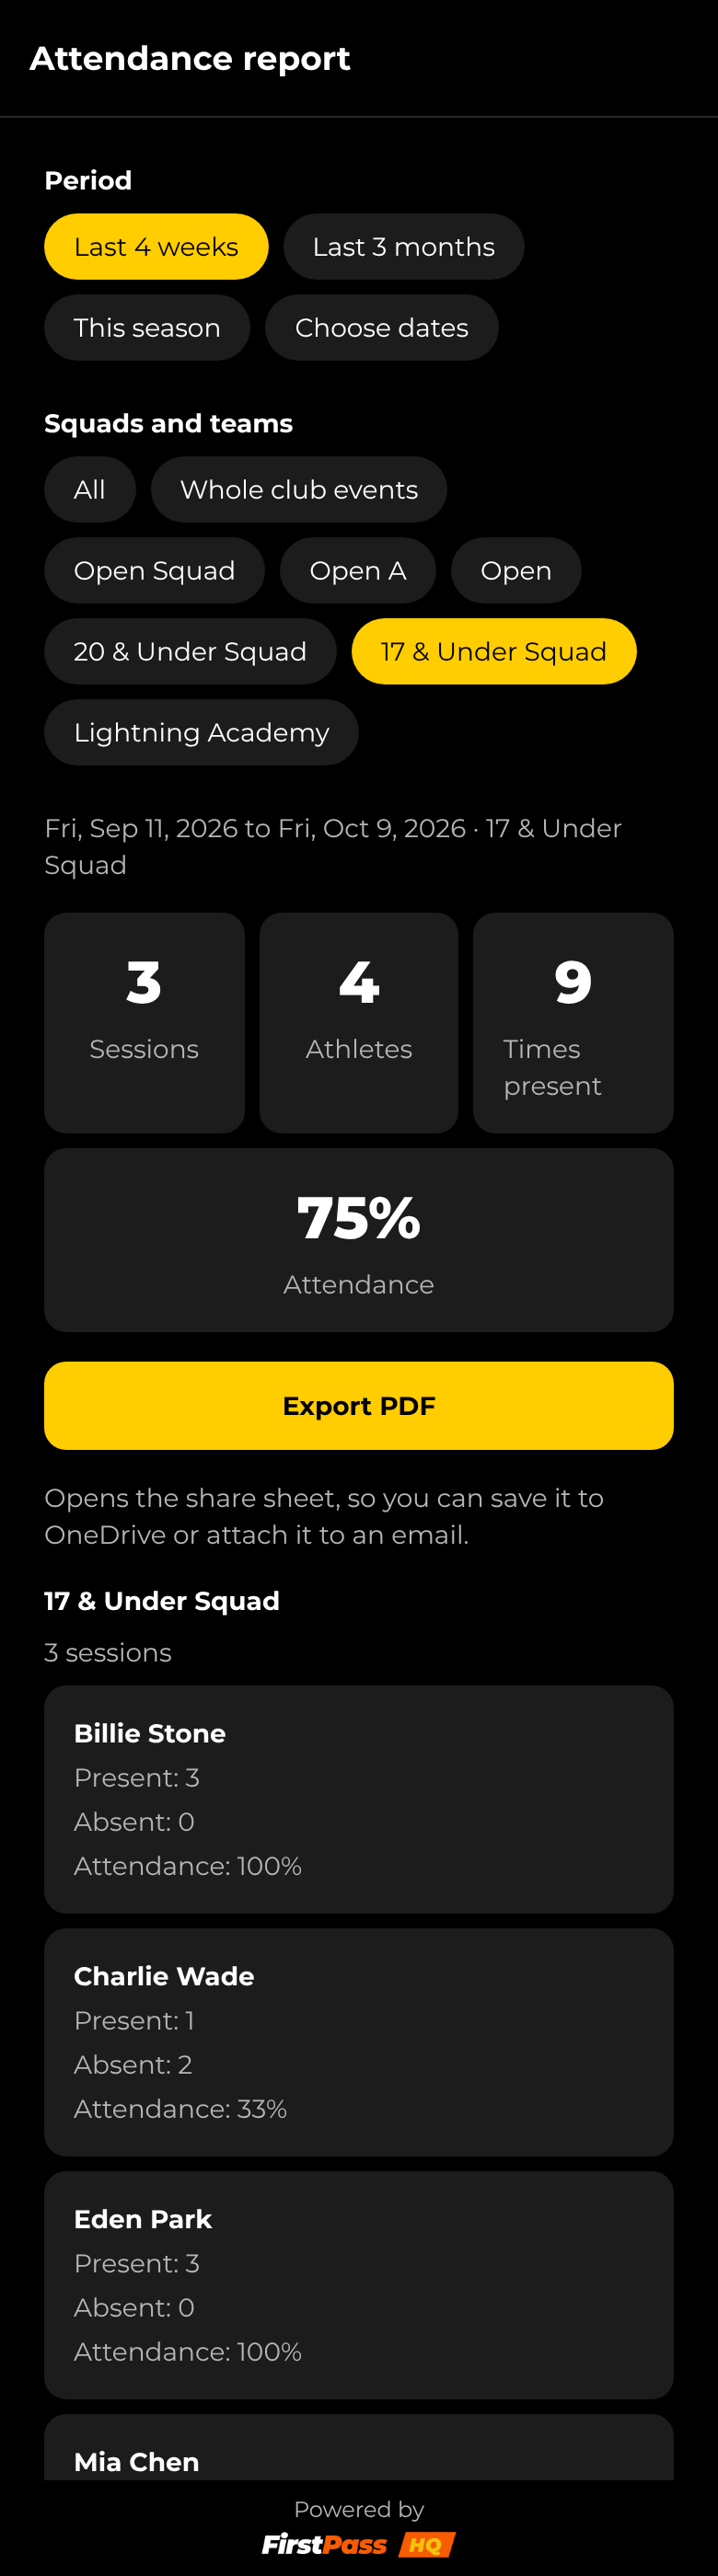 Attendance report
Period
Last 4 weeks
Last 3 months
This season
Choose dates
Squads and teams
All
Whole club events
Open Squad
Open A
Open
20 & Under Squad
17 & Under Squad
Lightning Academy
Fri, Sep 11, 2026 to Fri, Oct 9, 2026 · 17 & Under
Squad
3
Sessions
4
Athletes
9
Times
present
75%
Attendance
Export PDF
Opens the share sheet, so you can save it to
OneDrive or attach it to an email.
17 & Under Squad
3 sessions
Billie Stone
Present: 3
Absent: 0
Attendance: 100%
Charlie Wade
Present: 1
Absent: 2
Attendance: 33%
Eden Park
Present: 3
Absent: 0
Attendance: 100%
Mia Chen
Powered by
FirstPass HQ